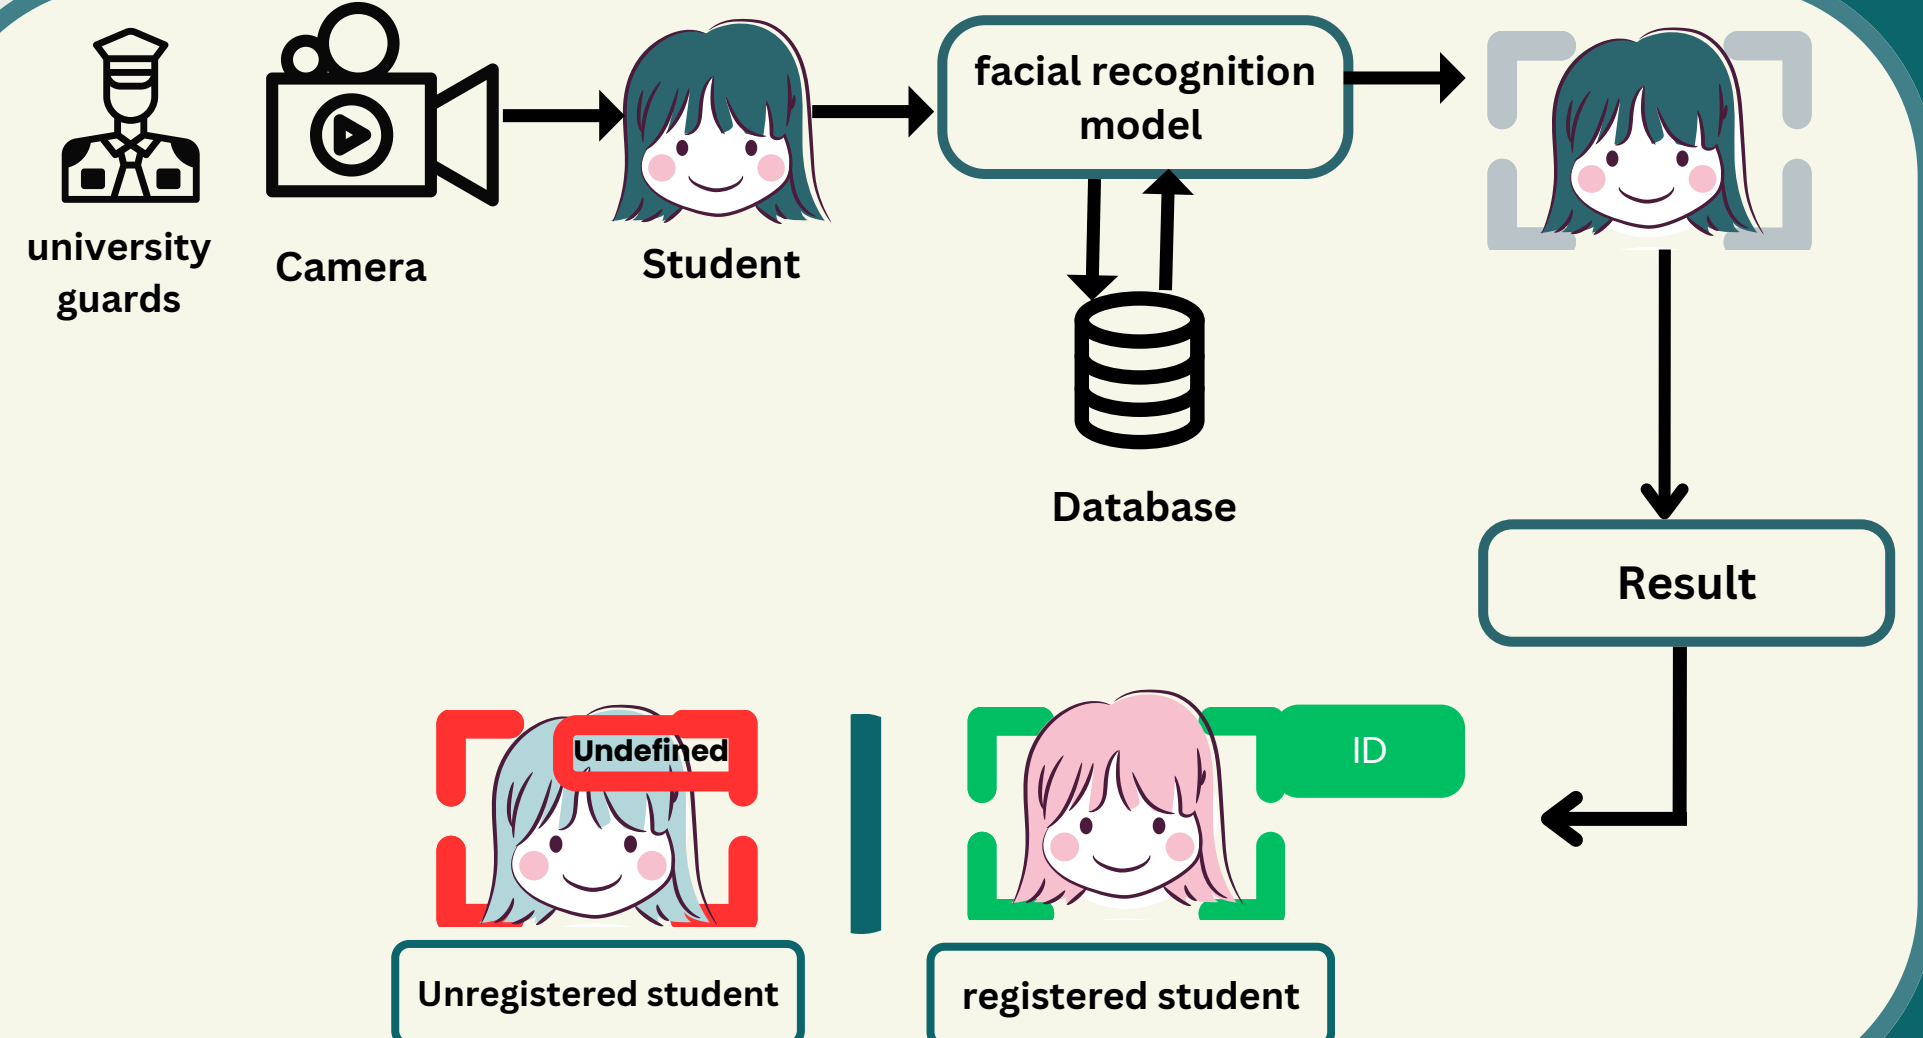 university
guards
Camera
Student
facial recognition
model
Database
Result
Undefined
ID
Unregistered student
registered student